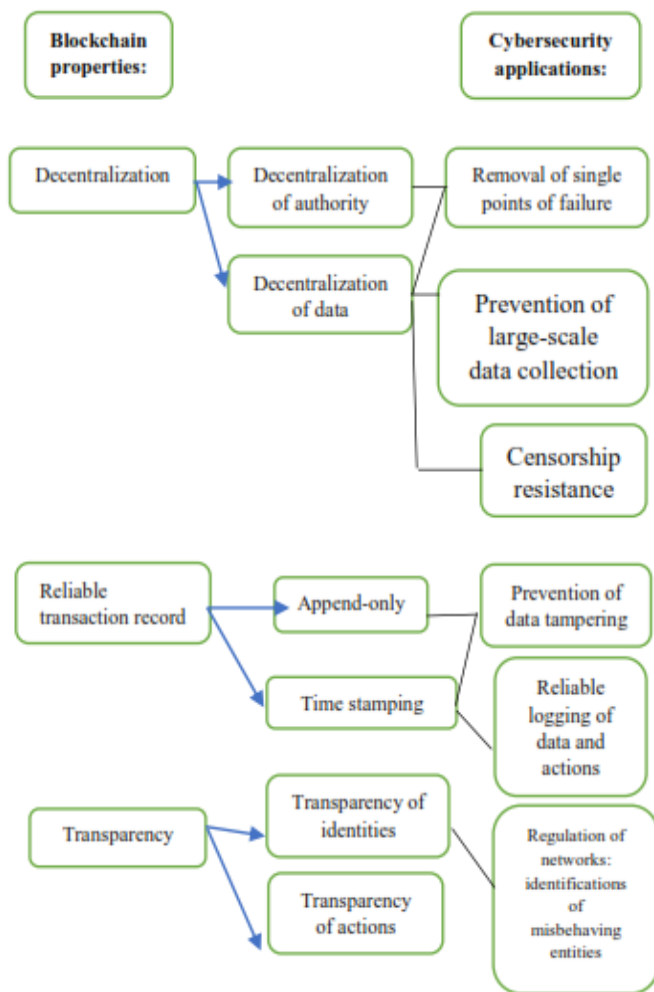 Blockchain
properties:
Cybersecurity
applications:
Decentralization
Decentralization
of authority
Removal of single
points of failure
Decentralization
of data
Prevention of
large-scale
data collection
Censorship
resistance
Reliable
transaction record
Append-only
Prevention of
data tampering
Time stamping
Reliable
logging of
data and
actions
Transparency
Transparency of
identities
Regulation of
networks:
identifications
of
misbehaving
entities
Transparency
of actions